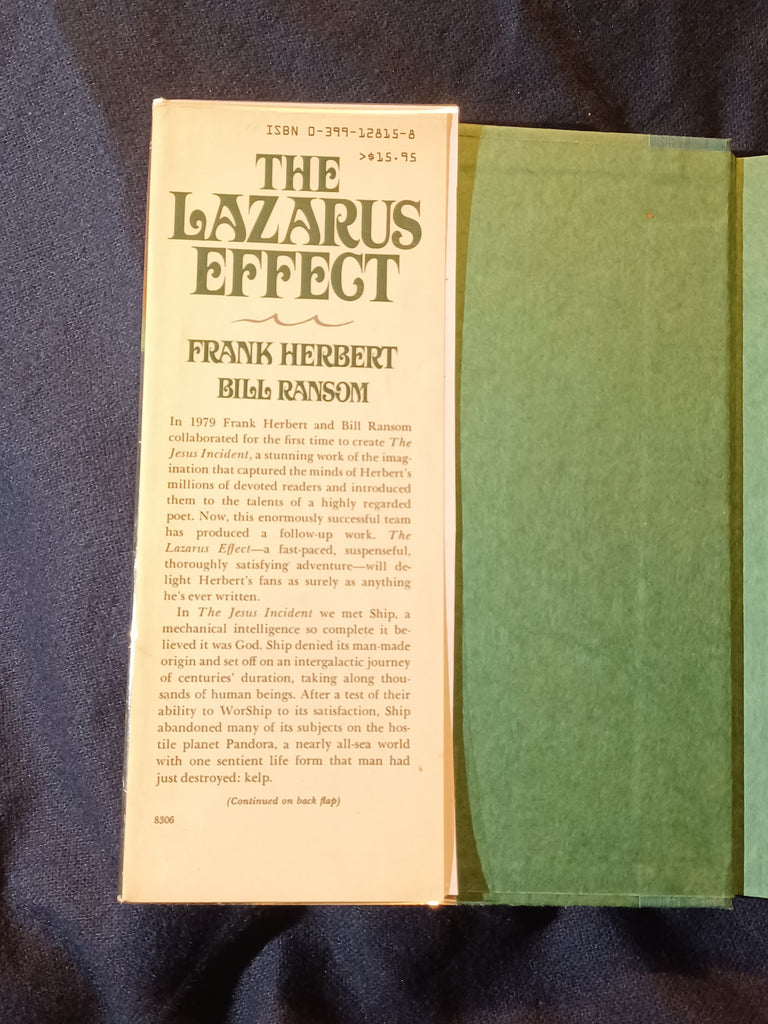 ISBN 0-399-12815-8
>$15.95
THE
LAZARUS
EFFECT
FRANK HERBERT
BILL RANSOM
In 1979 Frank Herbert and Bill Ransom
collaborated for the first time to create The
Jesus Incident, a stunning work of the imag-
ination that captured the minds of Herbert's
millions of devoted readers and introduced
them to the talents of a highly regarded
poet. Now, this enormously successful team
has produced a follow-up work. The
Lazarus Effect—a fast-paced, suspenseful,
thoroughly satisfying adventure—will de-
light Herbert's fans as surely as anything
he's ever written.
In The Jesus Incident we met Ship, a
mechanical intelligence so complete it be-
lieved it was God. Ship denied its man-made
origin and set off on an intergalactic journey
of centuries' duration, taking along thou-
sands of human beings. After a test of their
ability to WorShip to its satisfaction, Ship
abandoned many of its subjects on the hos-
tile planet Pandora, a nearly all-sea world
with one sentient life form that man had
just destroyed: kelp.
(Continued on back flap)
8306